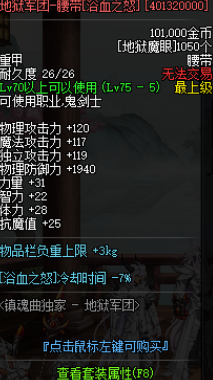 地狱军团-腰带[浴血之怒] [401320000]
101,000金币
[地狱魔眼]1050个
重甲 腰带
耐久度 26/26 无法交易
Lv70以上可以使用 (Lv75 - 5) 最上级
可使用职业,鬼剑士
物理攻击力 +120
魔法攻击力 +117
独立攻击力 +119
物理防御力 +1940
力量 +31
智力 +22
体力 +28
抗魔值 +25
物品栏负重上限 +3kg
[浴血之怒]冷却时间 -7%
<镇魂曲独家 - 地狱军团>
『点击鼠标左键可购买』
查看套装属性(F8)